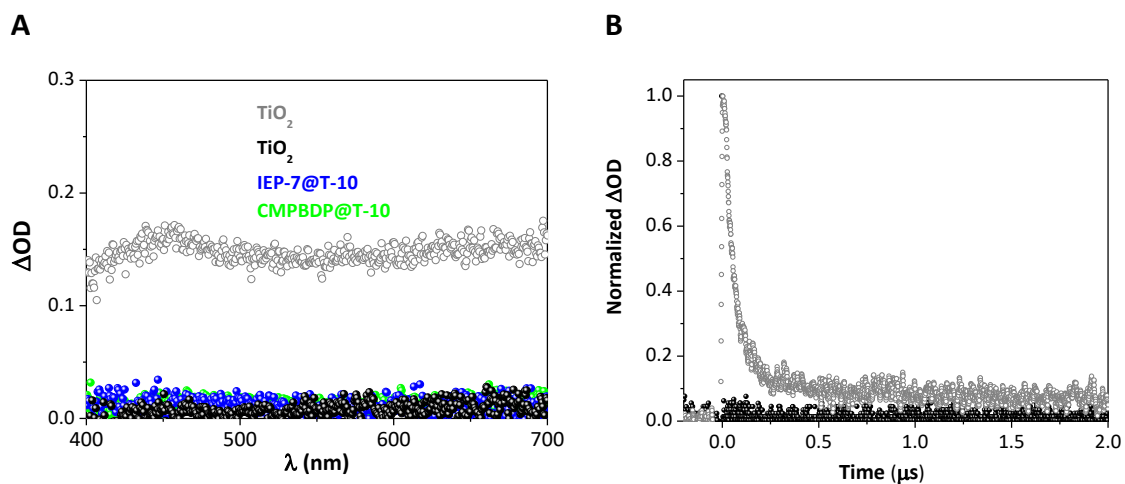 A
ΔOD
0.3
0.2
0.1
0.0
TiO₂
TiO₂
IEP-7@T-10
CMPBDP@T-10
400 500 600 700
λ (nm)
B
Normalized ΔOD
1.0
0.8
0.6
0.4
0.2
0.0
0.0 0.5 1.0 1.5 2.0
Time (μs)